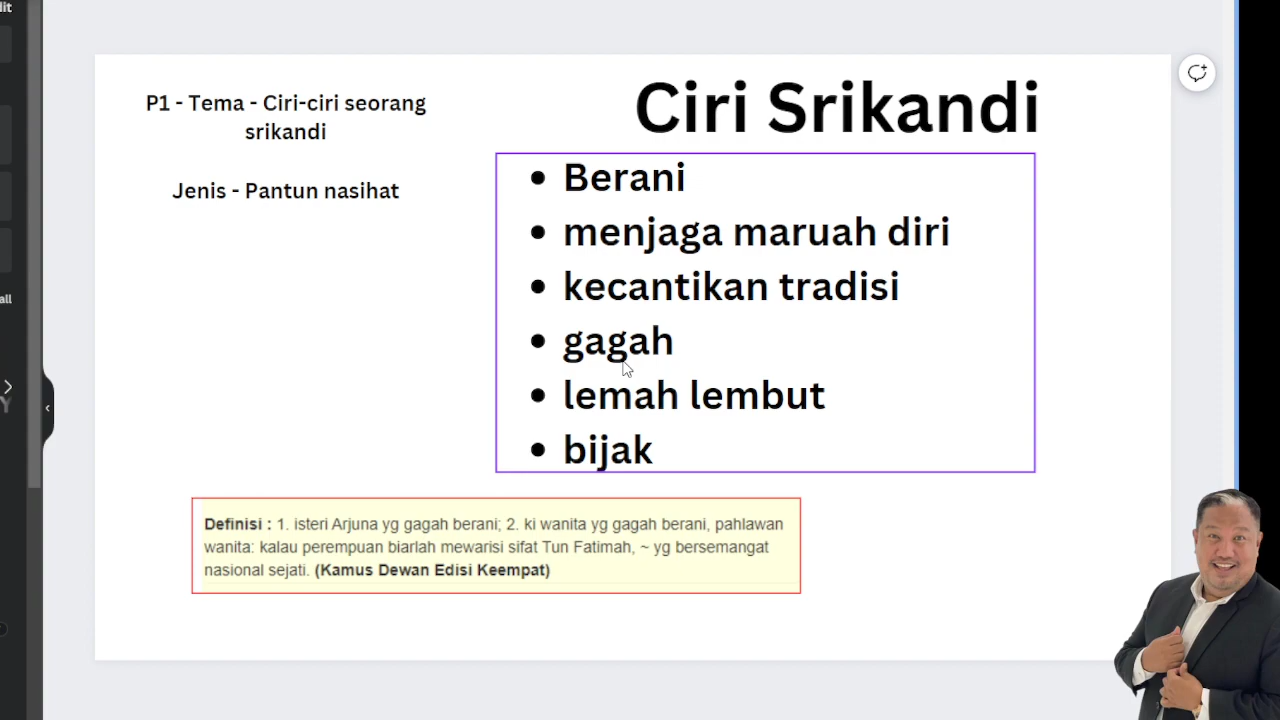 dit
P1 - Tema - Ciri-ciri seorang
srikandi
Jenis - Pantun nasihat
Ciri Srikandi
• Berani
• menjaga maruah diri
• kecantikan tradisi
• gagah
• lemah lembut
• bijak
all
Y
Definisi : 1. isteri Arjuna yg gagah berani; 2. ki wanita yg gagah berani, pahlawan
wanita: kalau perempuan biarlah mewarisi sifat Tun Fatimah, ~ yg bersemangat
nasional sejati. (Kamus Dewan Edisi Keempat)